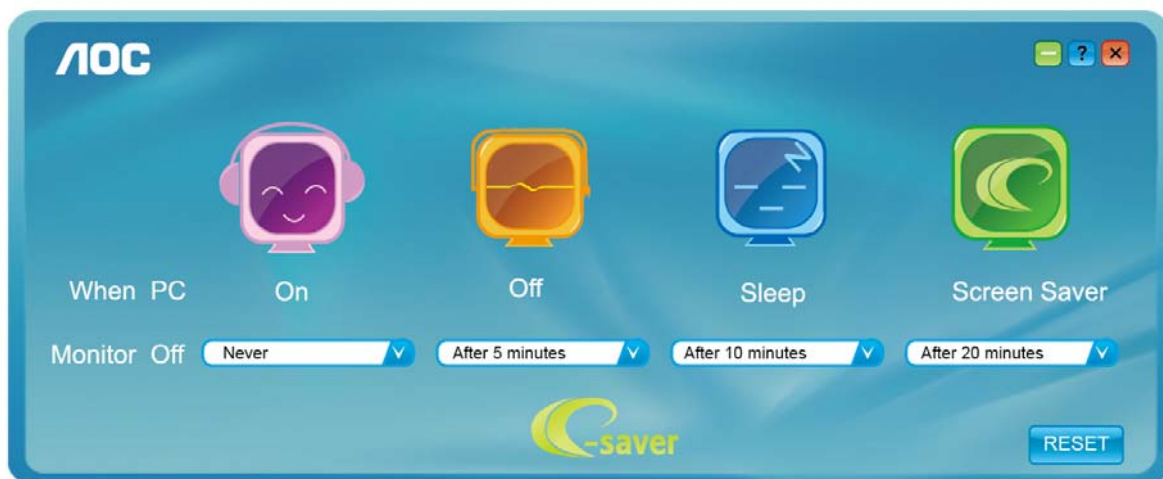 AOC
?
When PC On Off Sleep Screen Saver
Monitor Off Never After 5 minutes After 10 minutes After 20 minutes
e-saver
RESET